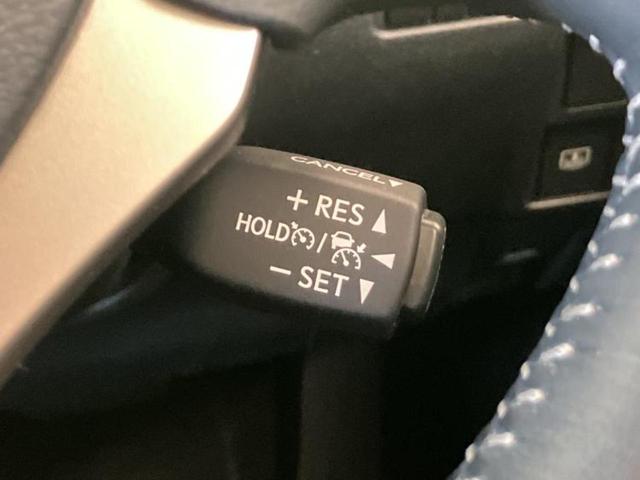 CANCEL▼
+ RES ▲
HOLD / ◀
− SET ▼